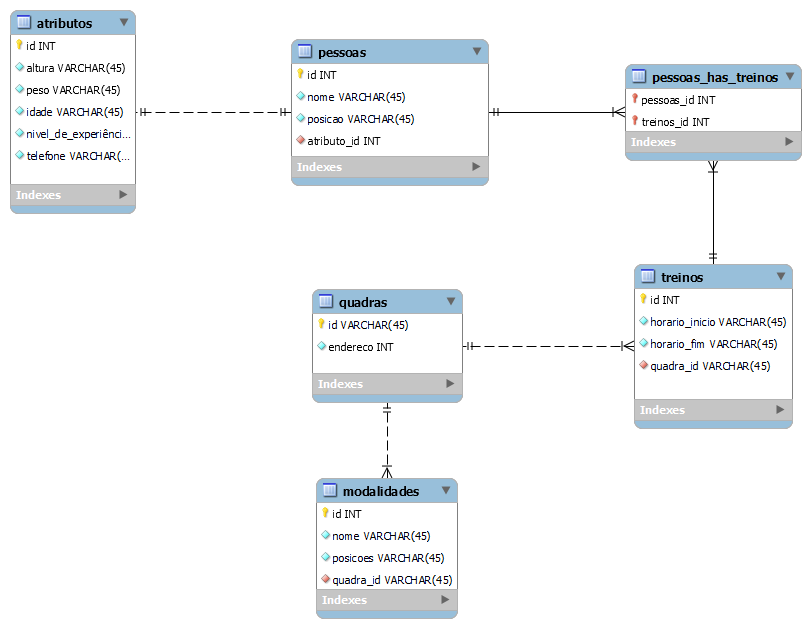 atributos
id INT
altura VARCHAR(45)
peso VARCHAR(45)
idade VARCHAR(45)
nivel_de_experiênci...
telefone VARCHAR(...
Indexes
pessoas
id INT
nome VARCHAR(45)
posicao VARCHAR(45)
atributo_id INT
Indexes
pessoas_has_treinos
pessoas_id INT
treinos_id INT
Indexes
quadras
id VARCHAR(45)
endereco INT
Indexes
treinos
id INT
horario_inicio VARCHAR(45)
horario_fim VARCHAR(45)
quadra_id VARCHAR(45)
Indexes
modalidades
id INT
nome VARCHAR(45)
posicoes VARCHAR(45)
quadra_id VARCHAR(45)
Indexes